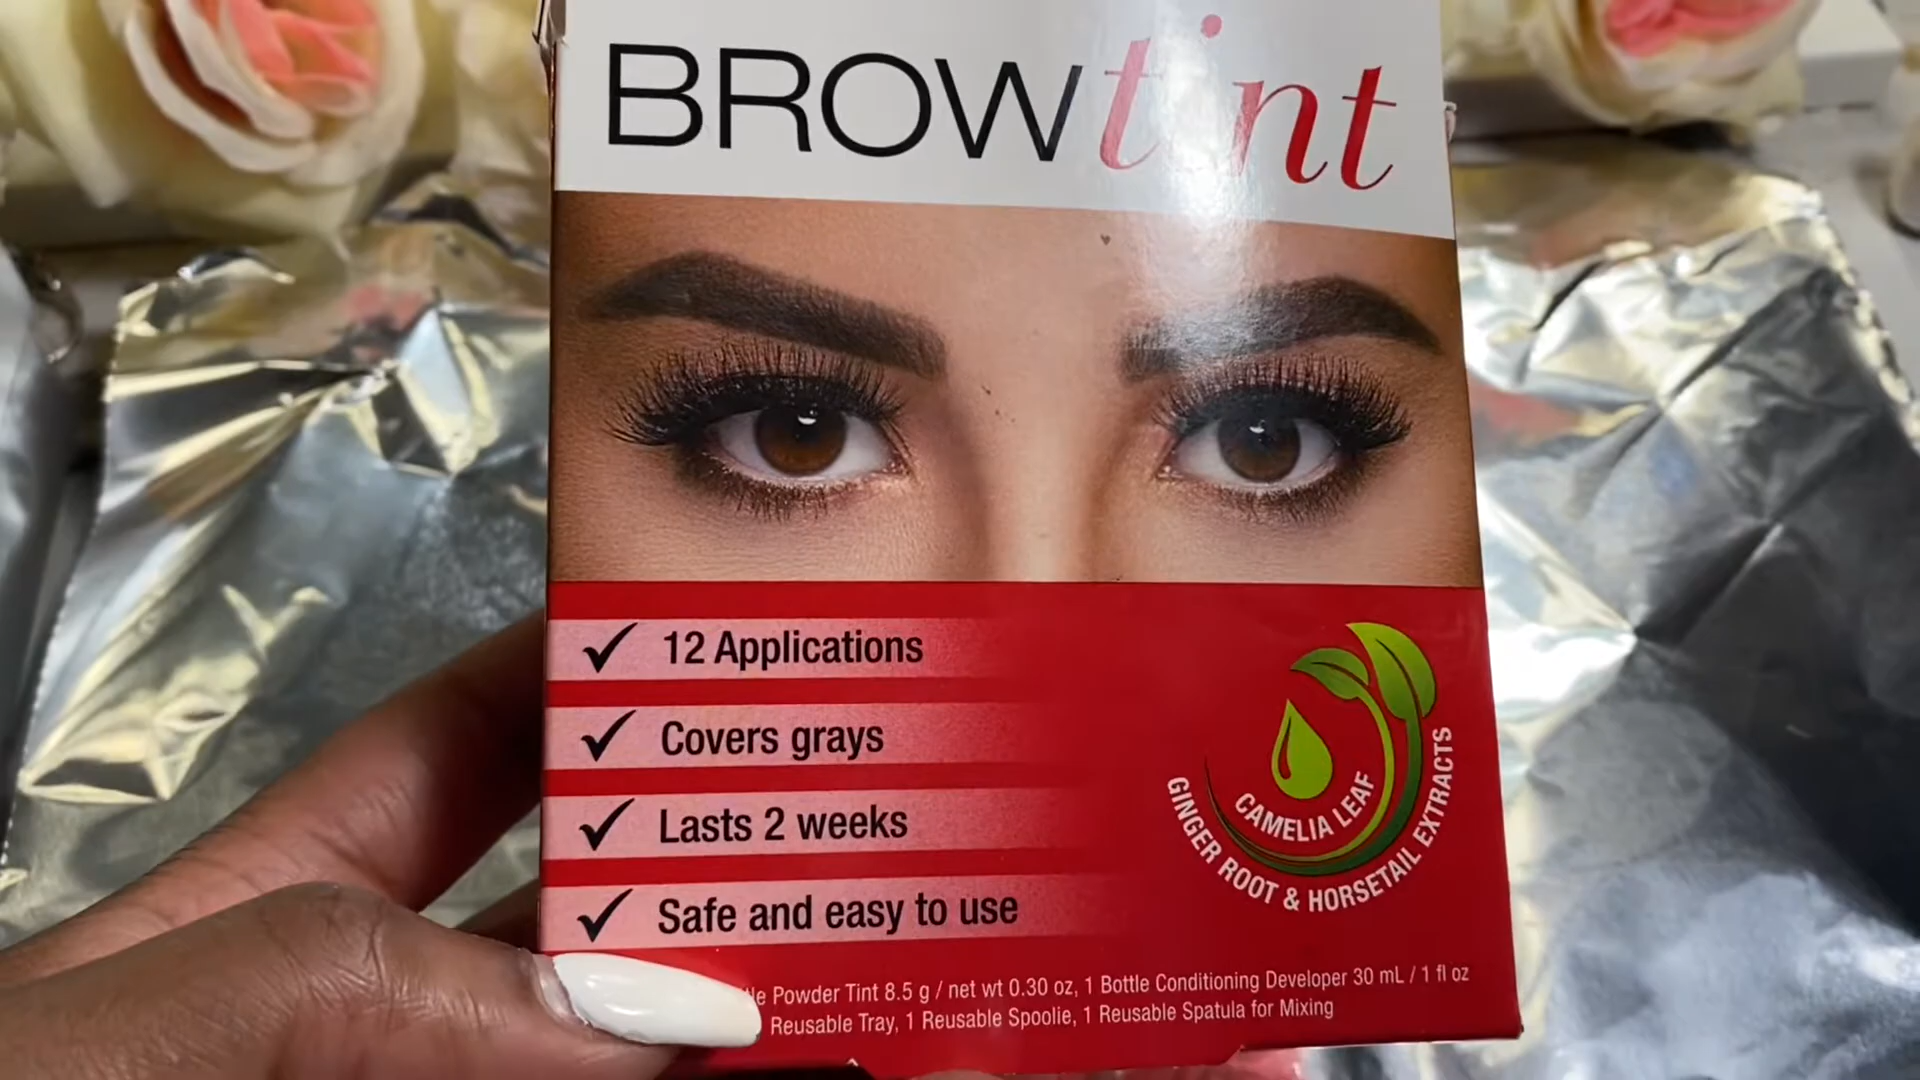 BROWtint
✓ 12 Applications
✓ Covers grays
✓ Lasts 2 weeks
✓ Safe and easy to use
CAMELIA LEAF
GINGER ROOT & HORSETAIL EXTRACTS
Powder Tint 8.5 g / net wt 0.30 oz, 1 Bottle Conditioning Developer 30 mL / 1 fl oz
Reusable Tray, 1 Reusable Spoolie, 1 Reusable Spatula for Mixing